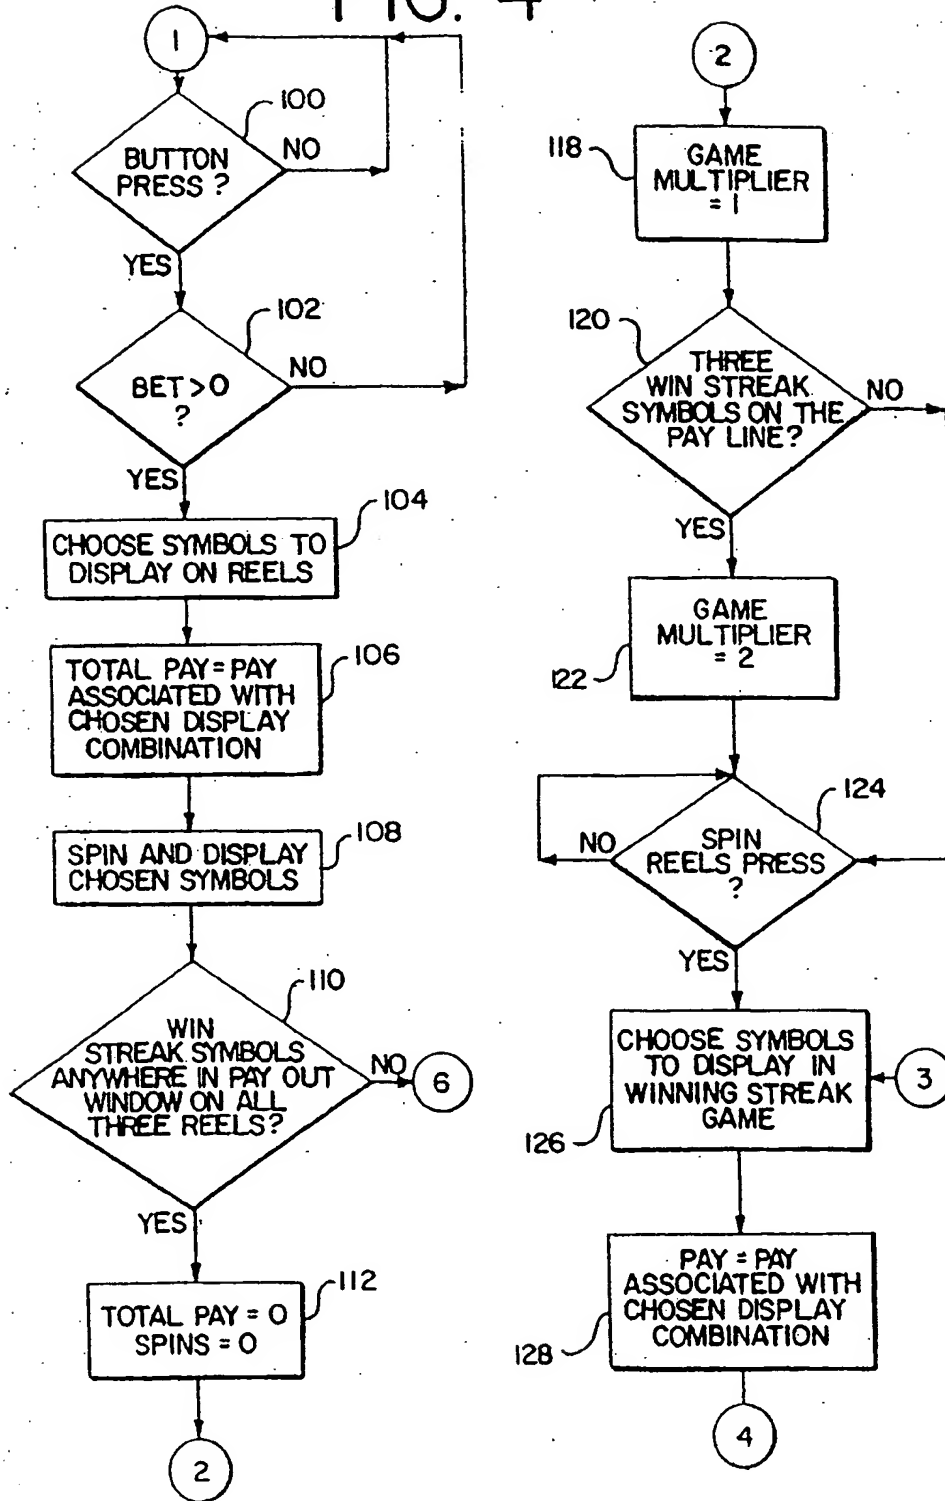 FIG. 4
1
100
BUTTON
PRESS ?
NO
YES
102
BET > 0
?
NO
YES
104
CHOOSE SYMBOLS TO
DISPLAY ON REELS
106
TOTAL PAY = PAY
ASSOCIATED WITH
CHOSEN DISPLAY
COMBINATION
108
SPIN AND DISPLAY
CHOSEN SYMBOLS
110
WIN
STREAK SYMBOLS
ANYWHERE IN PAY OUT
WINDOW ON ALL
THREE REELS?
NO
6
YES
112
TOTAL PAY = 0
SPINS = 0
2
2
118
GAME
MULTIPLIER
= 1
120
THREE
WIN STREAK
SYMBOLS ON THE
PAY LINE?
NO
YES
GAME
MULTIPLIER
= 2
122
124
SPIN
REELS PRESS
?
NO
YES
CHOOSE SYMBOLS
TO DISPLAY IN
WINNING STREAK
GAME
3
126
PAY = PAY
ASSOCIATED WITH
CHOSEN DISPLAY
COMBINATION
128
4